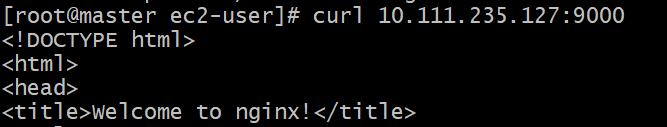 [root@master ec2-user]# curl 10.111.235.127:9000
<!DOCTYPE html>
<html>
<head>
<title>Welcome to nginx!</title>